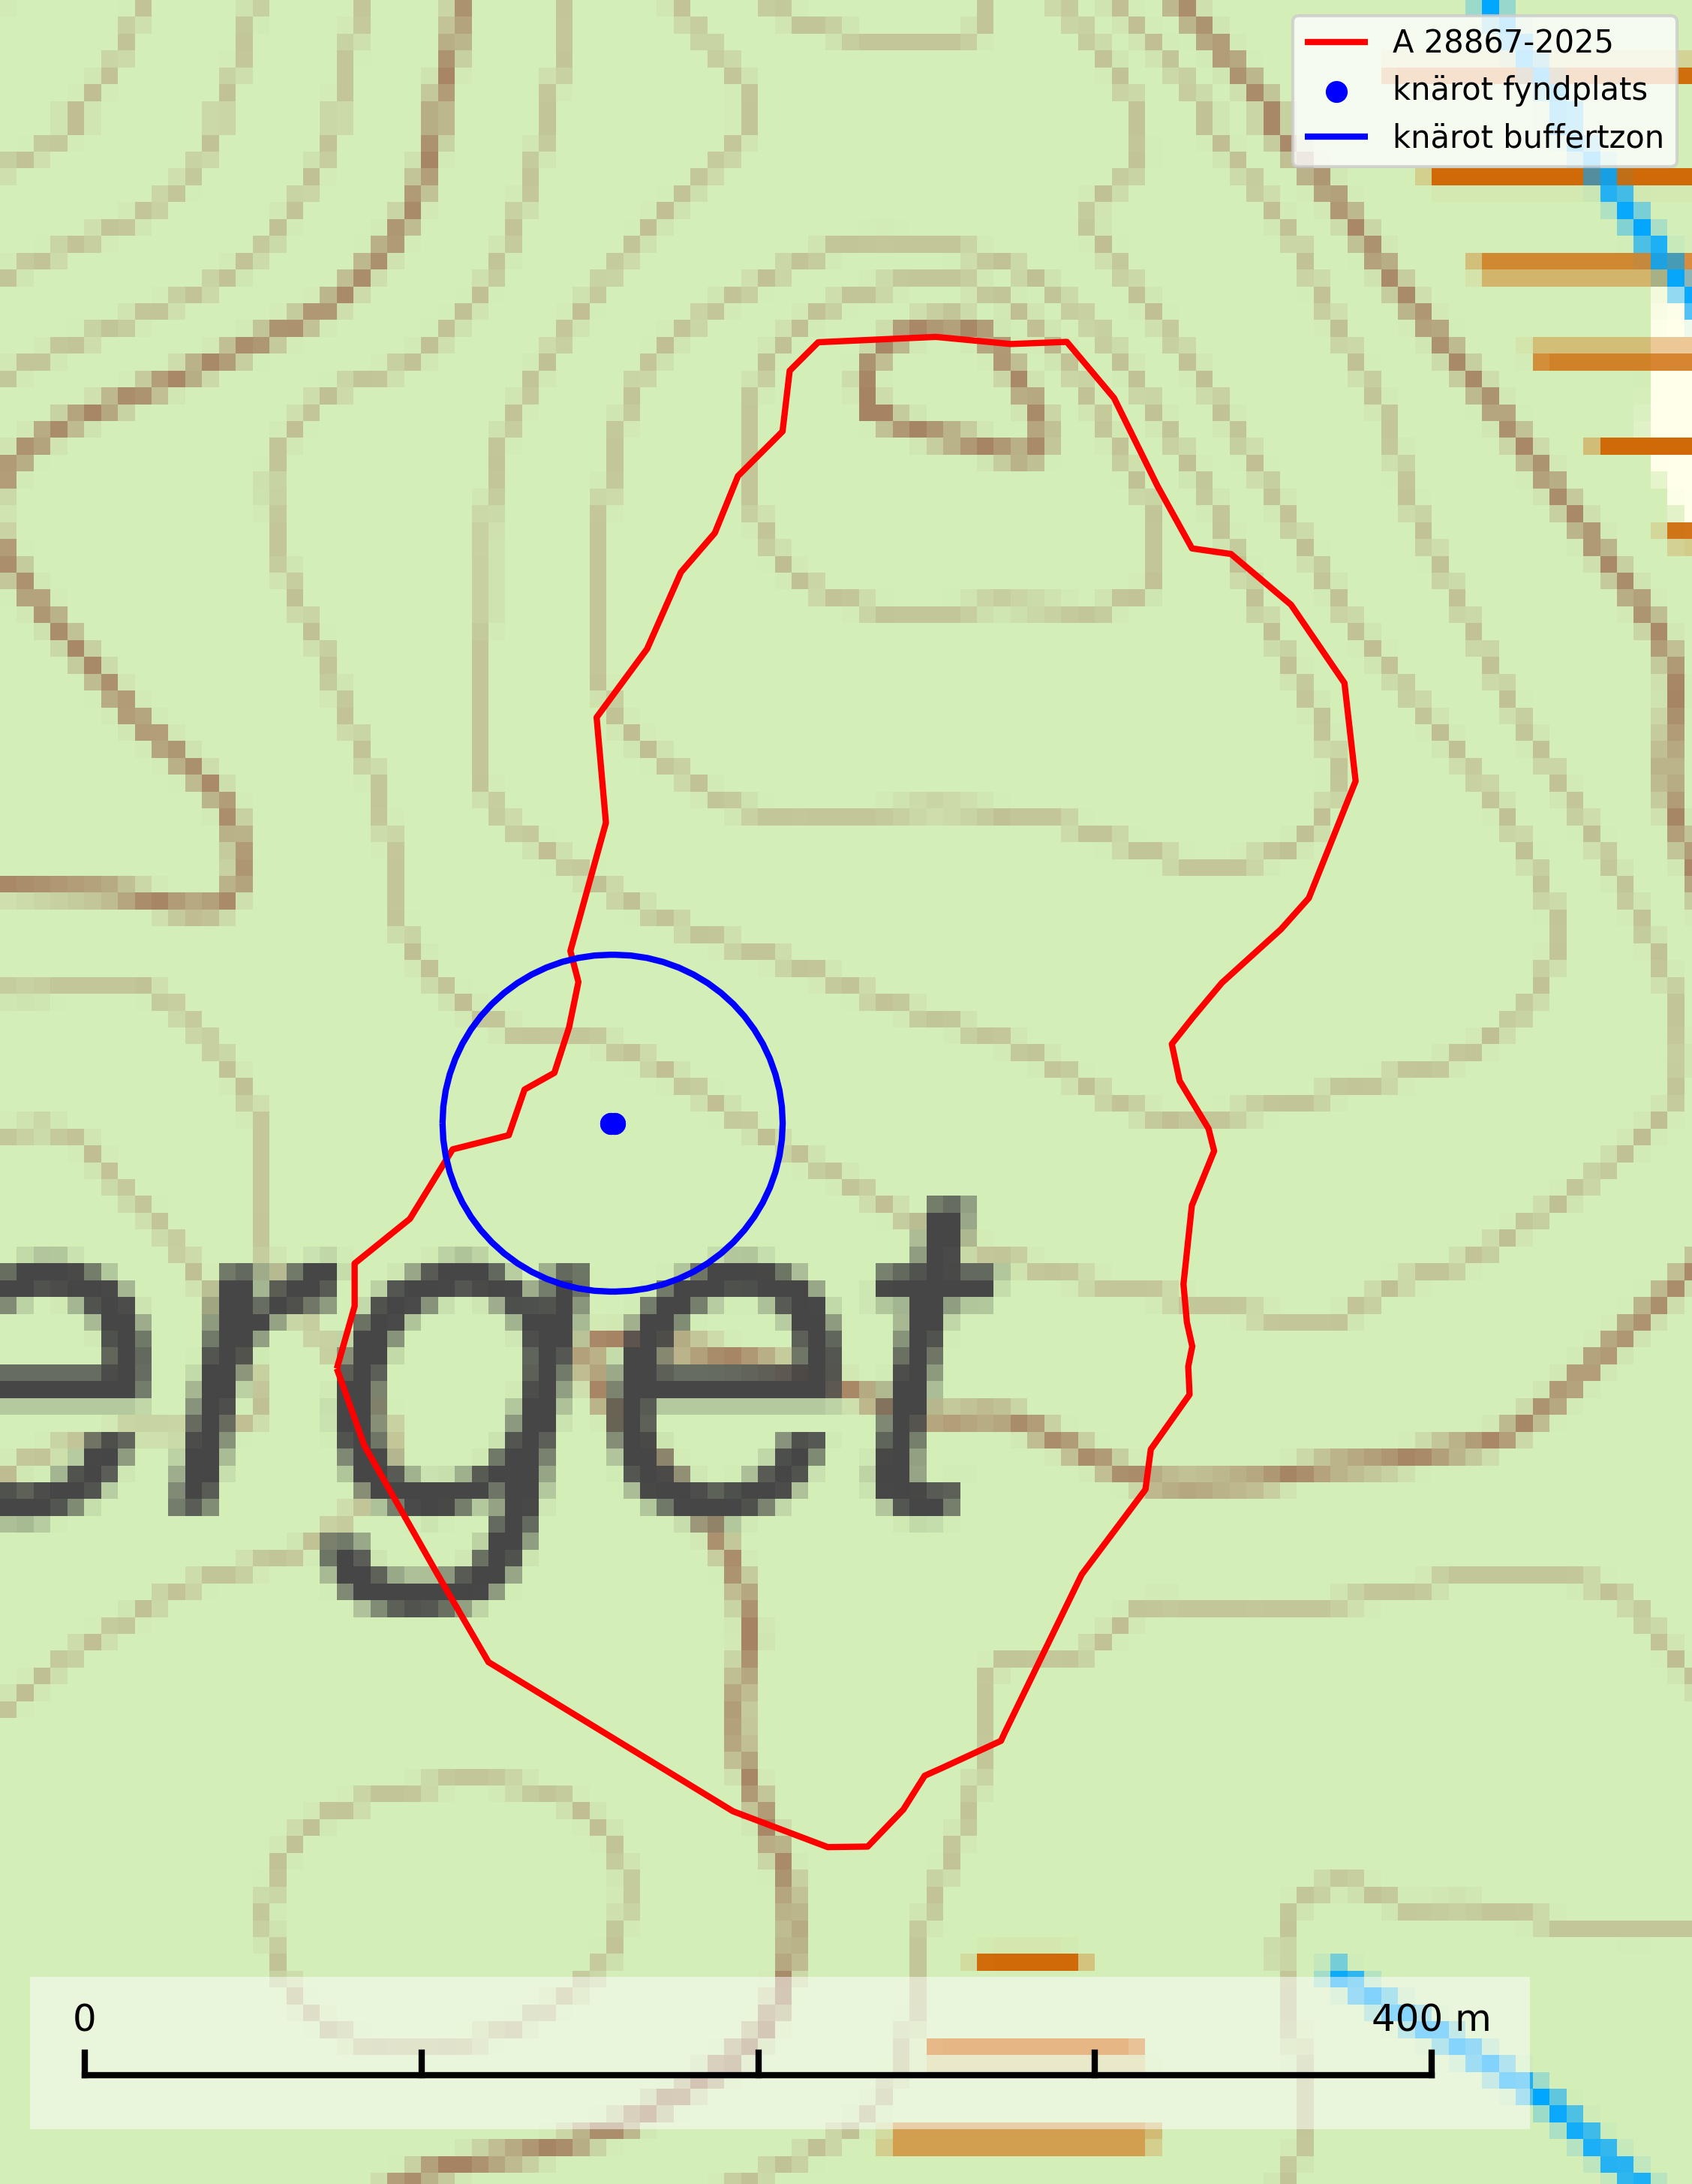 A 28867-2025
knärot fyndplats
knärot buffertzon
erget
0 400 m